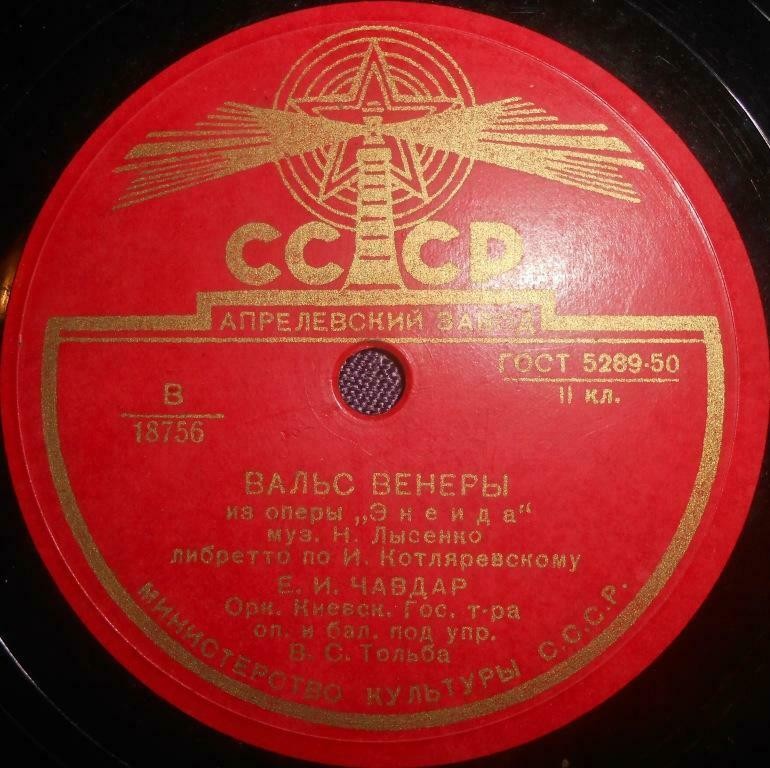 СССР
АПРЕЛЕВСКИЙ ЗАВОД
ГОСТ 5289-50
II кл.
В
18756
ВАЛЬС ВЕНЕРЫ
из оперы „Энеида"
муз. Н. Лысенко
либретто по И. Котляревскому
Е. И. ЧАВДАР
Орк. Киевск. Гос. т-ра
оп. и бал. под упр.
В. С. Тольба
МИНИСТЕРСТВО КУЛЬТУРЫ С.С.С.Р.